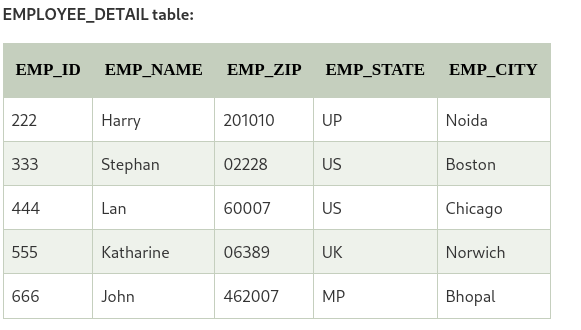 EMPLOYEE_DETAIL table:
EMP_ID EMP_NAME EMP_ZIP EMP_STATE EMP_CITY
222 Harry 201010 UP Noida
333 Stephan 02228 US Boston
444 Lan 60007 US Chicago
555 Katharine 06389 UK Norwich
666 John 462007 MP Bhopal